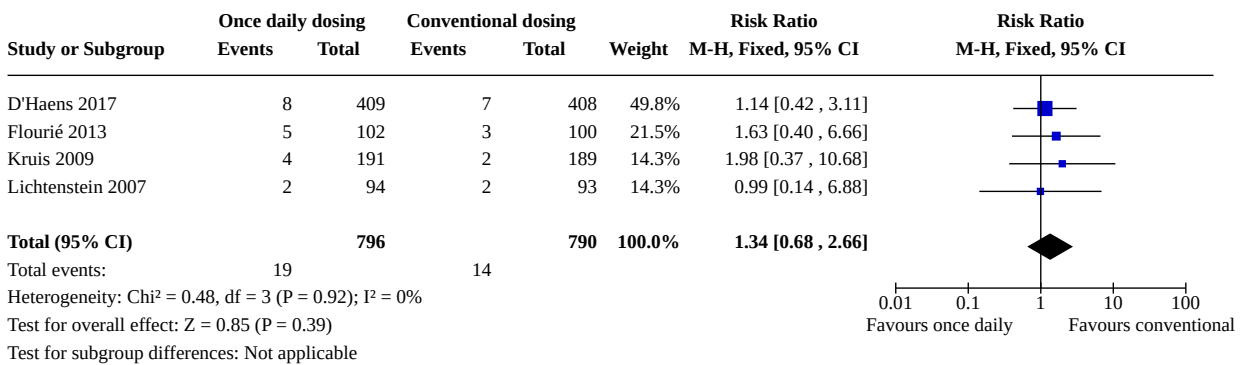 Once daily dosing Conventional dosing Risk Ratio Risk Ratio
Study or Subgroup Events Total Events Total Weight M-H, Fixed, 95% CI M-H, Fixed, 95% CI
D'Haens 2017 8 409 7 408 49.8% 1.14 [0.42 , 3.11]
Flourié 2013 5 102 3 100 21.5% 1.63 [0.40 , 6.66]
Kruis 2009 4 191 2 189 14.3% 1.98 [0.37 , 10.68]
Lichtenstein 2007 2 94 2 93 14.3% 0.99 [0.14 , 6.88]
Total (95% CI) 796 790 100.0% 1.34 [0.68 , 2.66]
Total events: 19 14
Heterogeneity: Chi² = 0.48, df = 3 (P = 0.92); I² = 0%
0.01 0.1 1 10 100
Test for overall effect: Z = 0.85 (P = 0.39) Favours once daily Favours conventional
Test for subgroup differences: Not applicable